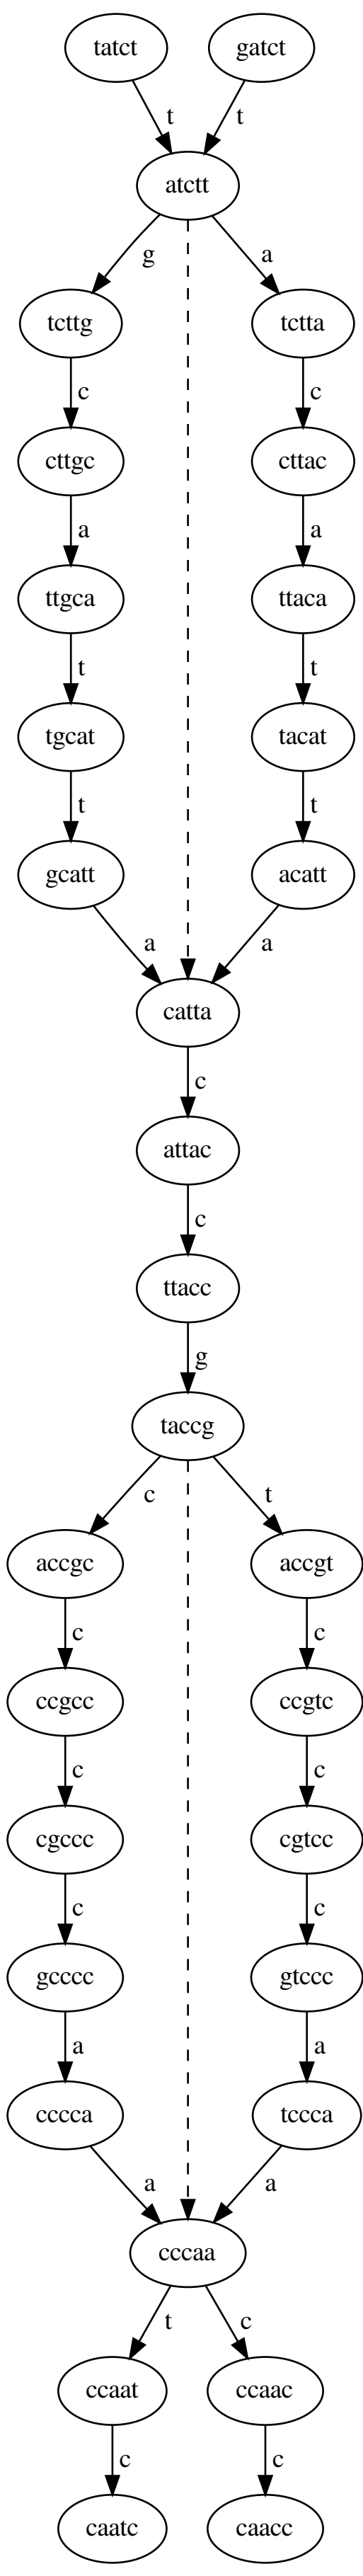 tatct gatct
t t
atctt
g a
tcttg tctta
c c
cttgc cttac
a a
ttgca ttaca
t t
tgcat tacat
t t
gcatt acatt
a a
catta
c
attac
c
ttacc
g
taccg
c t
accgc accgt
c c
ccgcc ccgtc
c c
cgccc cgtcc
c c
gcccc gtccc
a a
cccca tccca
a a
cccaa
t c
ccaat ccaac
c c
caatc caacc